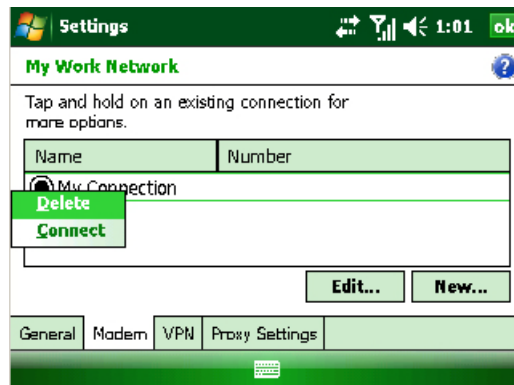 Settings 1:01 ok
My Work Network ?
Tap and hold on an existing connection for
more options.
Name Number
My Connection
Delete
Connect
Edit... New...
General Modem VPN Proxy Settings